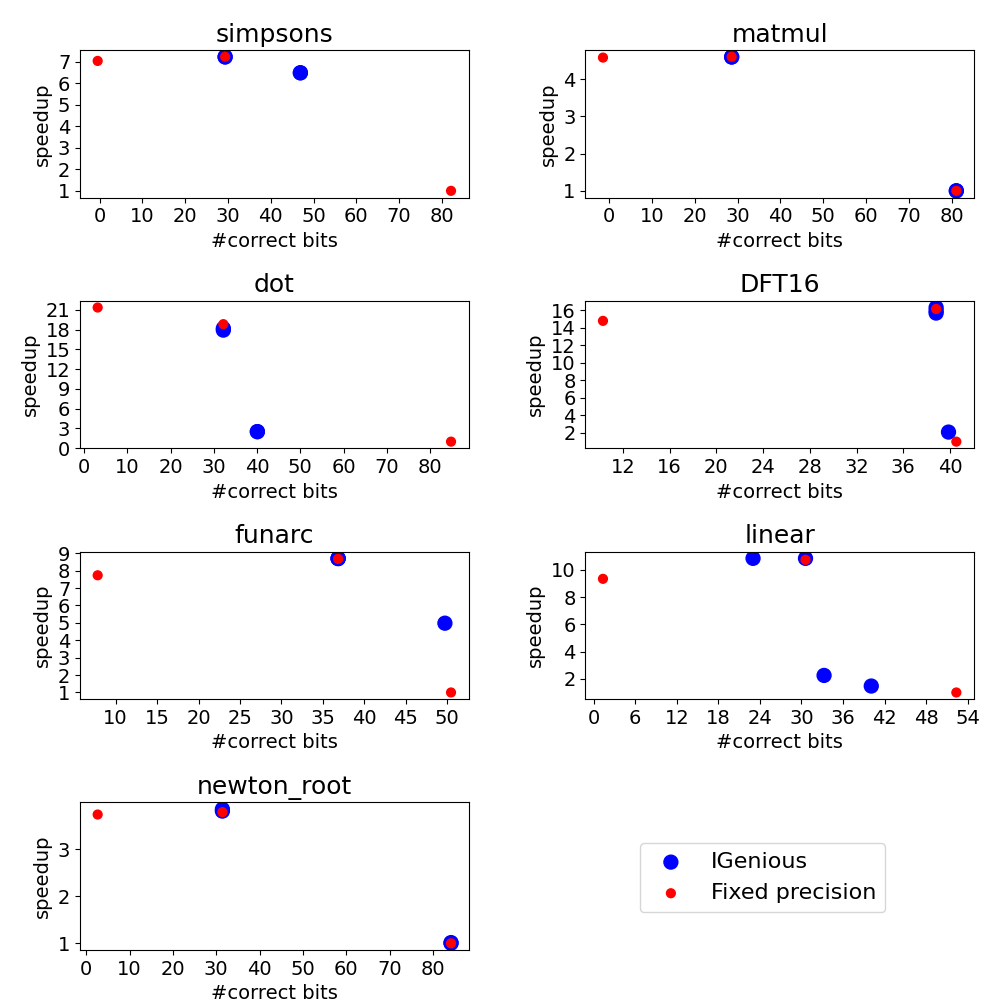 simpsons
speedup
7
6
5
4
3
2
1
0 10 20 30 40 50 60 70 80
#correct bits
matmul
speedup
4
3
2
1
0 10 20 30 40 50 60 70 80
#correct bits
dot
speedup
21
18
15
12
9
6
3
0
0 10 20 30 40 50 60 70 80
#correct bits
DFT16
speedup
16
14
12
10
8
6
4
2
12 16 20 24 28 32 36 40
#correct bits
funarc
speedup
9
8
7
6
5
4
3
2
1
10 15 20 25 30 35 40 45 50
#correct bits
linear
speedup
10
8
6
4
2
0 6 12 18 24 30 36 42 48 54
#correct bits
newton_root
speedup
3
2
1
0 10 20 30 40 50 60 70 80
#correct bits
IGenious
Fixed precision